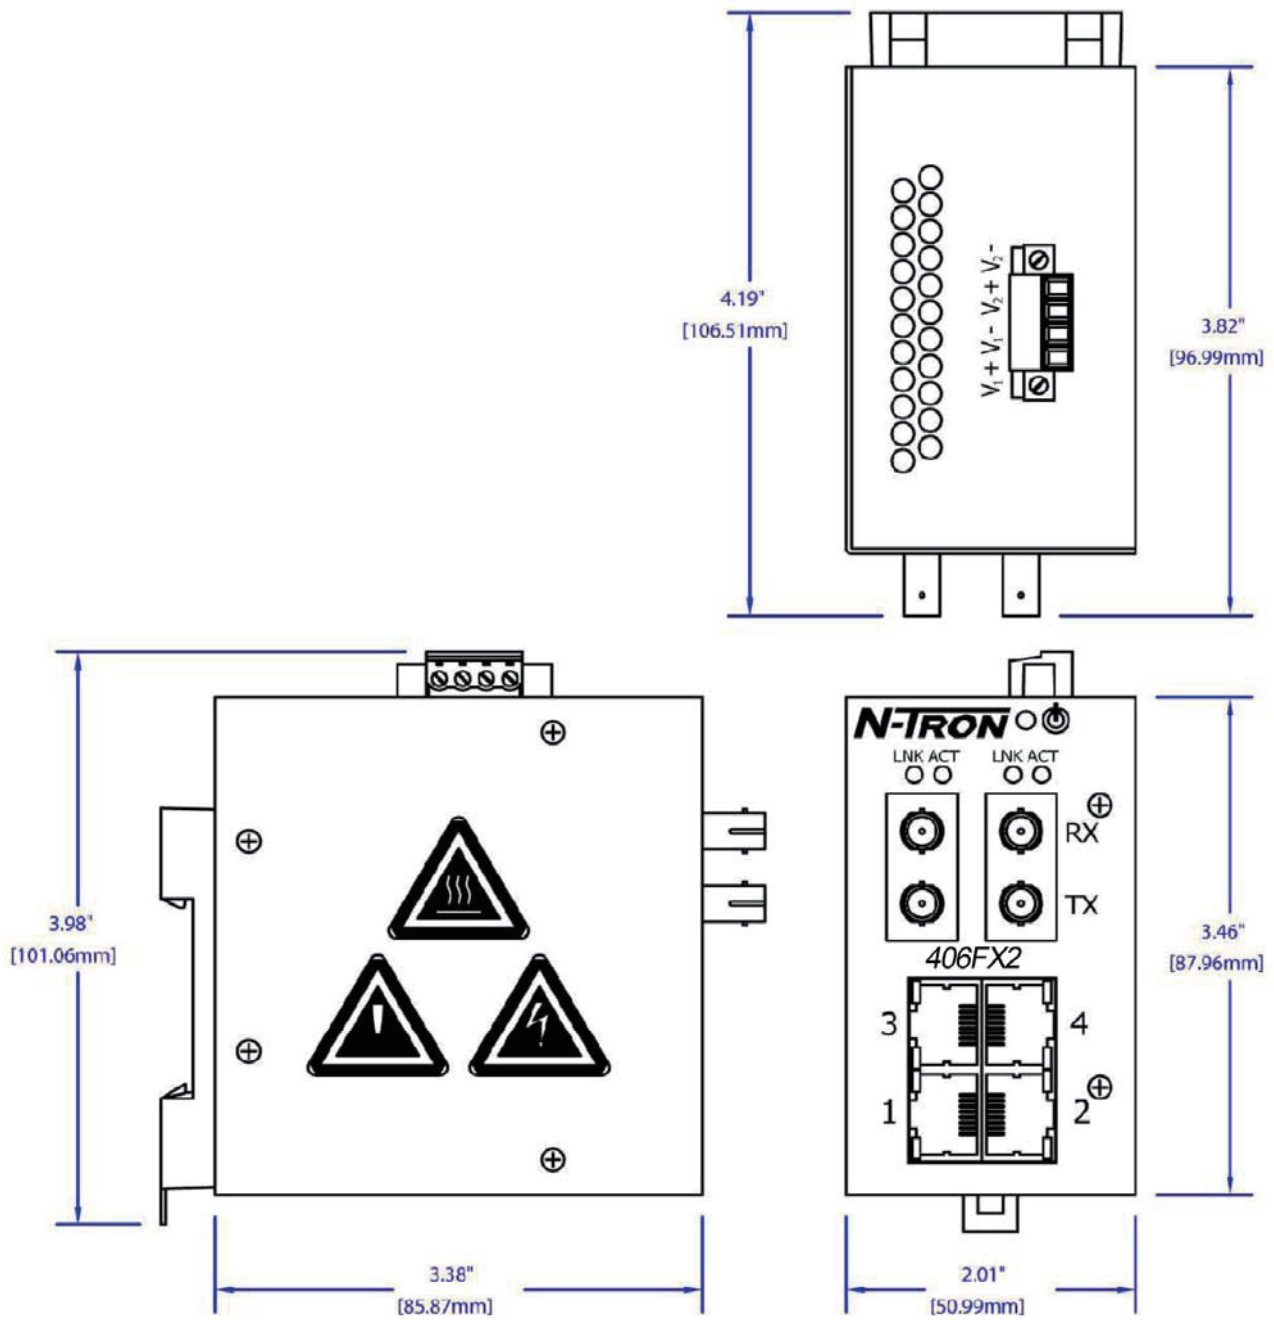 4.19"
[106.51mm]
V₁ + V₁ - V₂ + V₂ -
3.82"
[96.99mm]
3.98"
[101.06mm]
3.38"
[85.87mm]
N-TRON
LNK ACT LNK ACT
RX
TX
406FX2
3 4
1 2
3.46"
[87.96mm]
2.01"
[50.99mm]